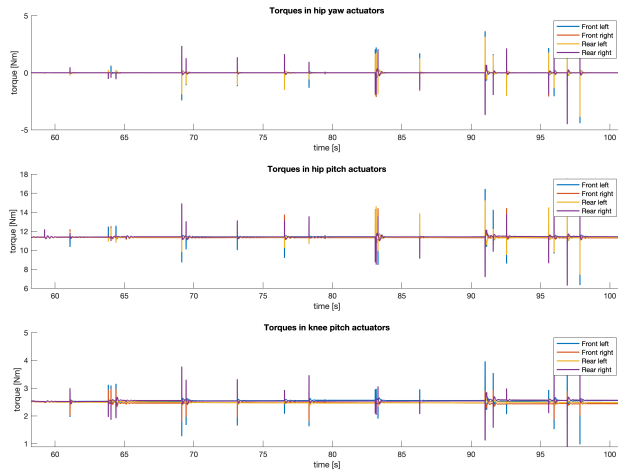 Torques in hip yaw actuators
5
0
-5
torque [Nm]
60 65 70 75 80 85 90 95 100
time [s]
Front left
Front right
Rear left
Rear right
Torques in hip pitch actuators
18
16
14
12
10
8
6
torque [Nm]
60 65 70 75 80 85 90 95 100
time [s]
Front left
Front right
Rear left
Rear right
Torques in knee pitch actuators
5
4
3
2
1
torque [Nm]
60 65 70 75 80 85 90 95 100
time [s]
Front left
Front right
Rear left
Rear right